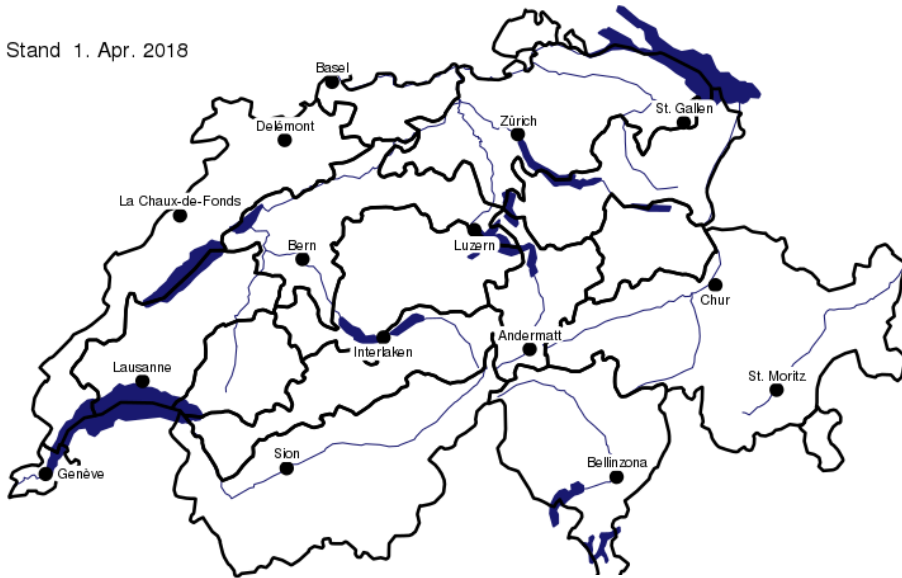 Stand 1. Apr. 2018
Basel
Delémont
Zürich
St. Gallen
La Chaux-de-Fonds
Bern
Luzern
Chur
Andermatt
Interlaken
Lausanne
St. Moritz
Sion
Bellinzona
Genève